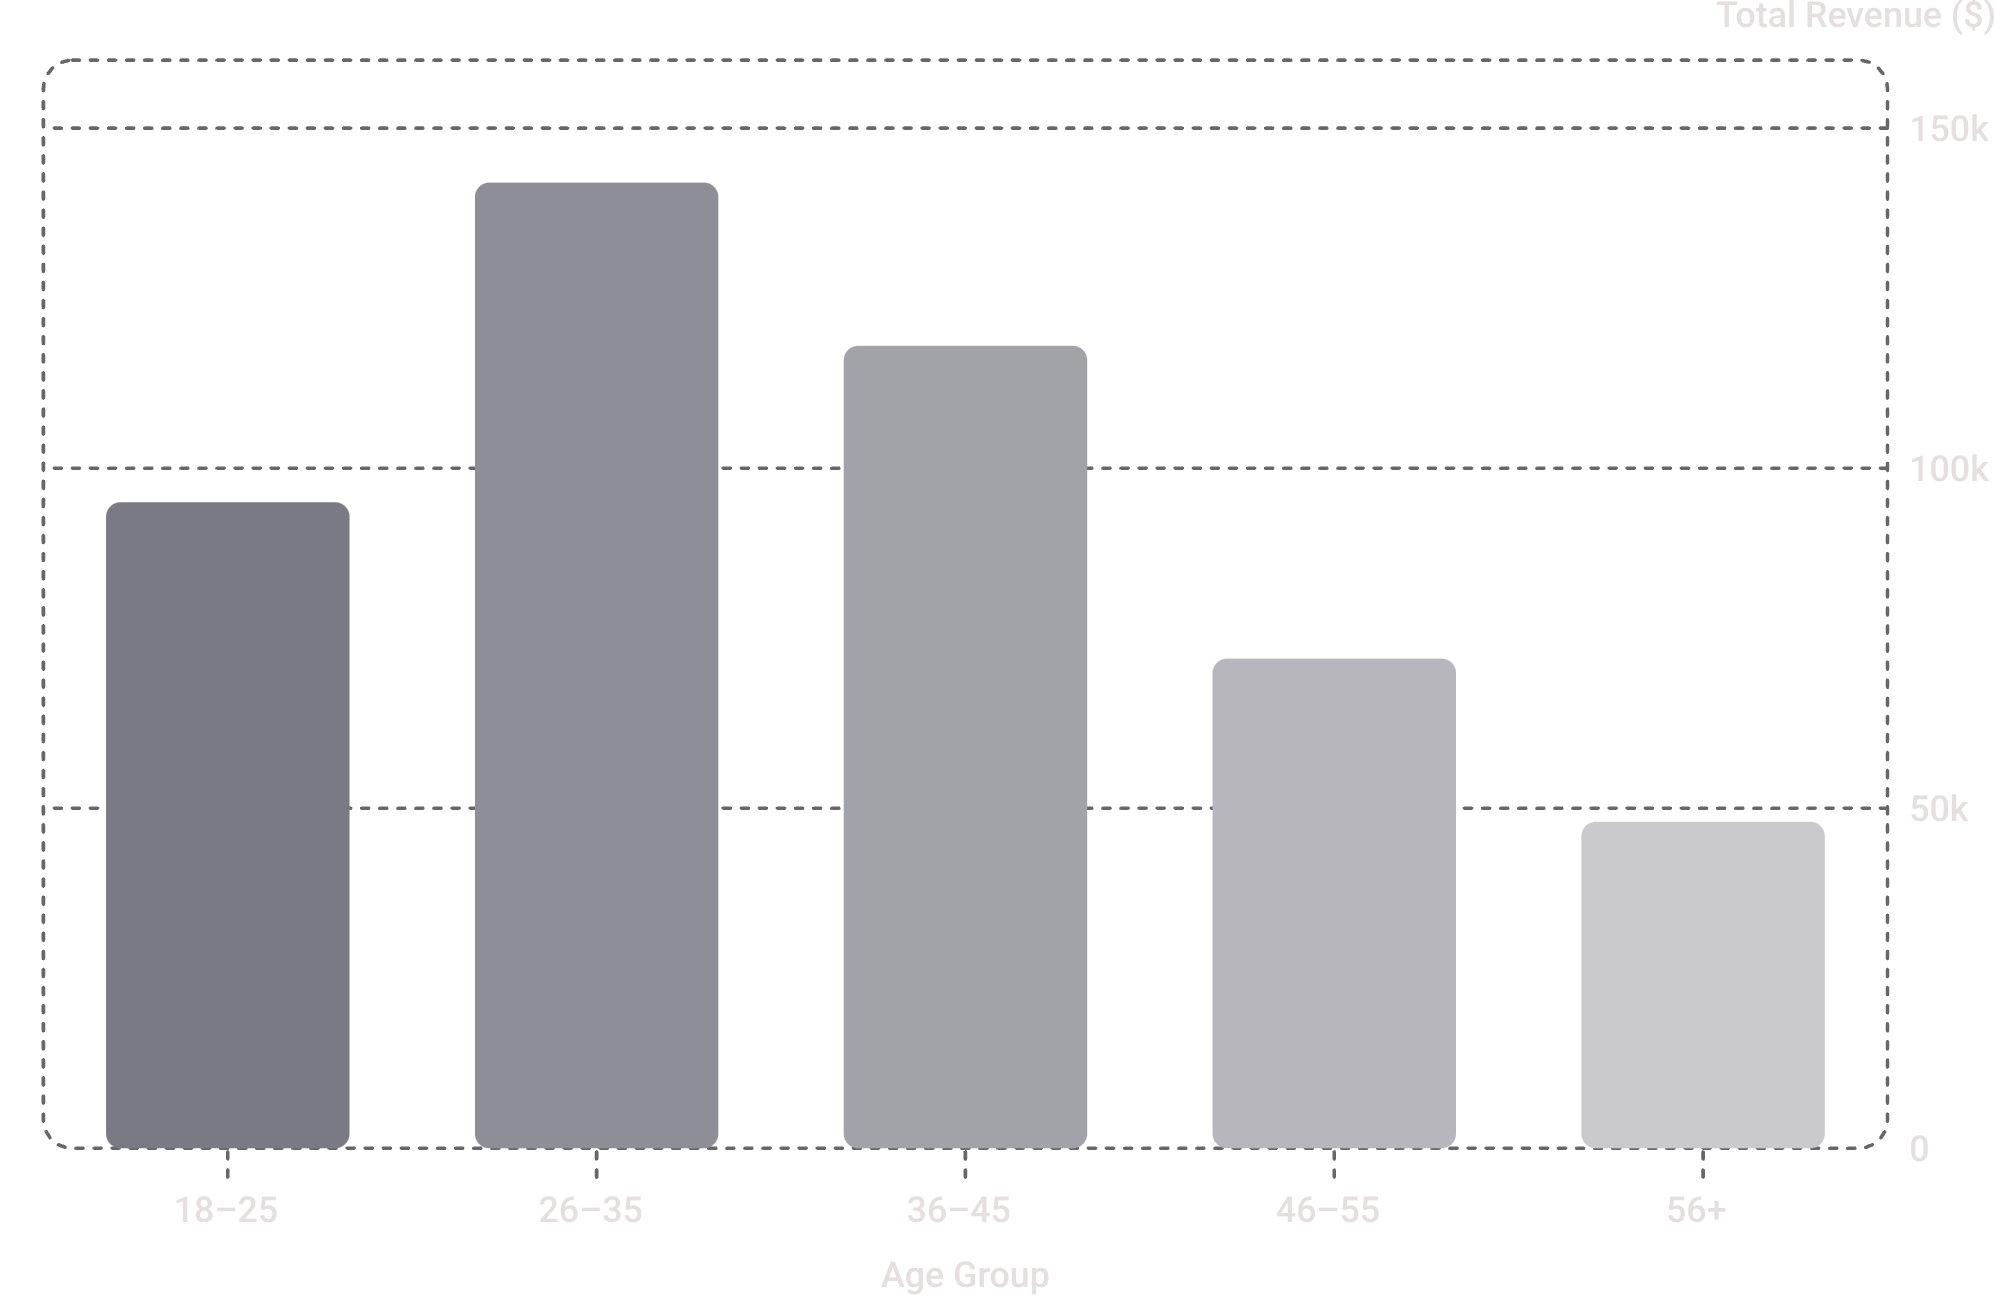 Total Revenue ($)
150k
100k
50k
0
18–25
26–35
36–45
46–55
56+
Age Group